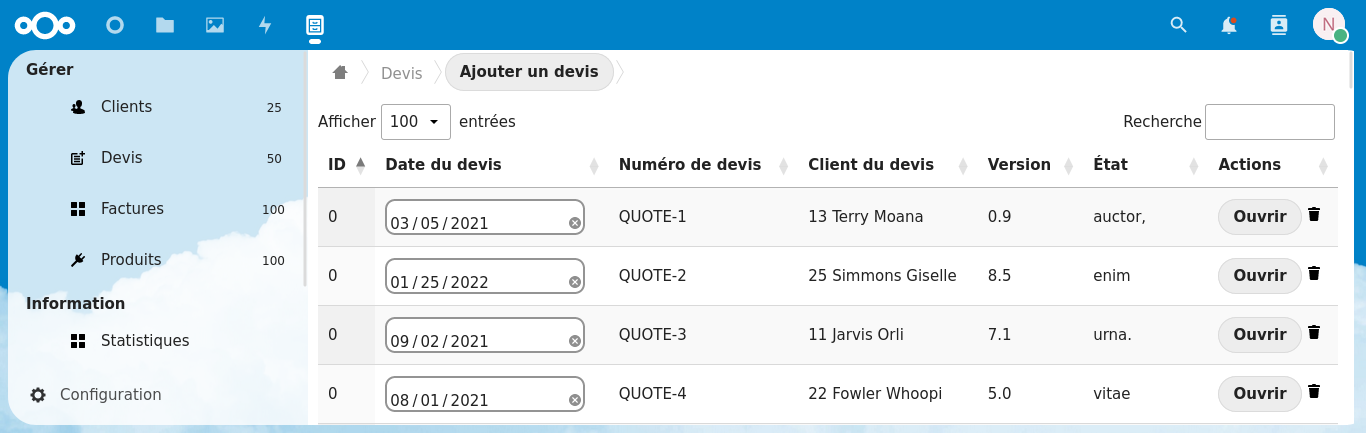 N
Gérer
Clients 25
Devis 50
Factures 100
Produits 100
Information
Statistiques
Configuration
Devis Ajouter un devis
Afficher 100 entrées Recherche
ID Date du devis Numéro de devis Client du devis Version État Actions
0 03/05/2021 QUOTE-1 13 Terry Moana 0.9 auctor, Ouvrir
0 01/25/2022 QUOTE-2 25 Simmons Giselle 8.5 enim Ouvrir
0 09/02/2021 QUOTE-3 11 Jarvis Orli 7.1 urna. Ouvrir
0 08/01/2021 QUOTE-4 22 Fowler Whoopi 5.0 vitae Ouvrir